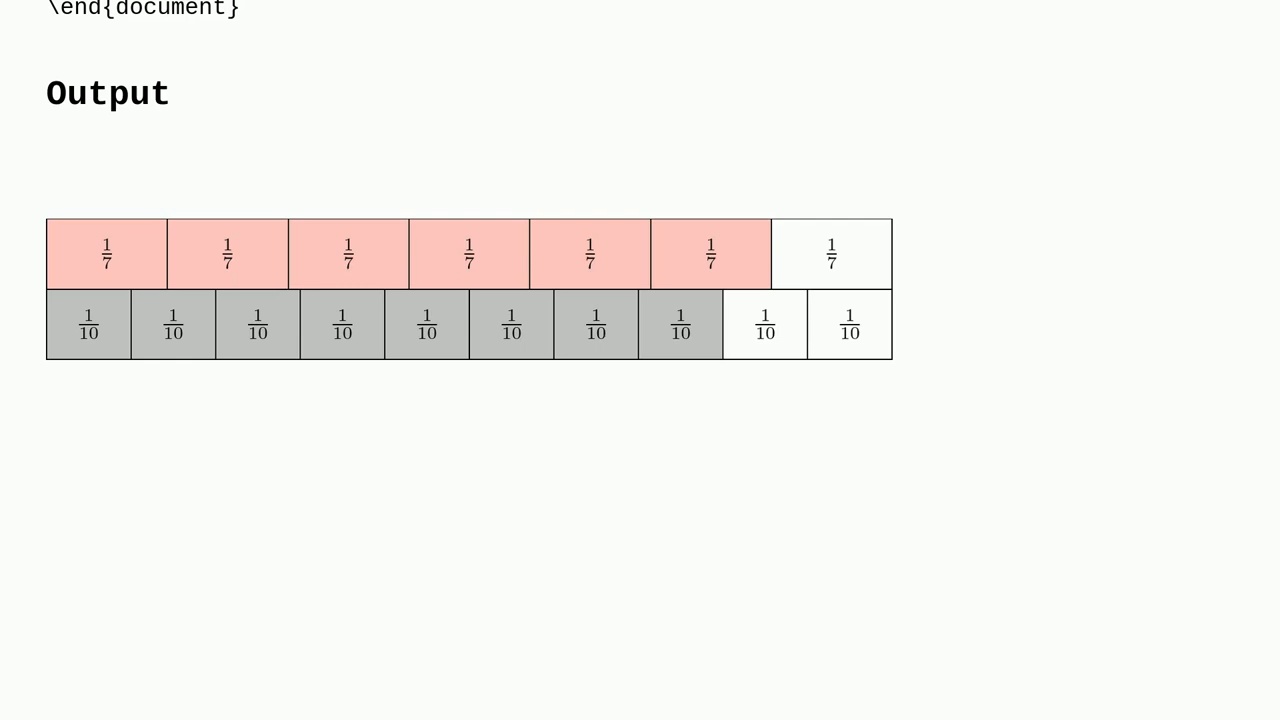 \end{document}
Output
1/7 1/7 1/7 1/7 1/7 1/7 1/7
1/10 1/10 1/10 1/10 1/10 1/10 1/10 1/10 1/10 1/10